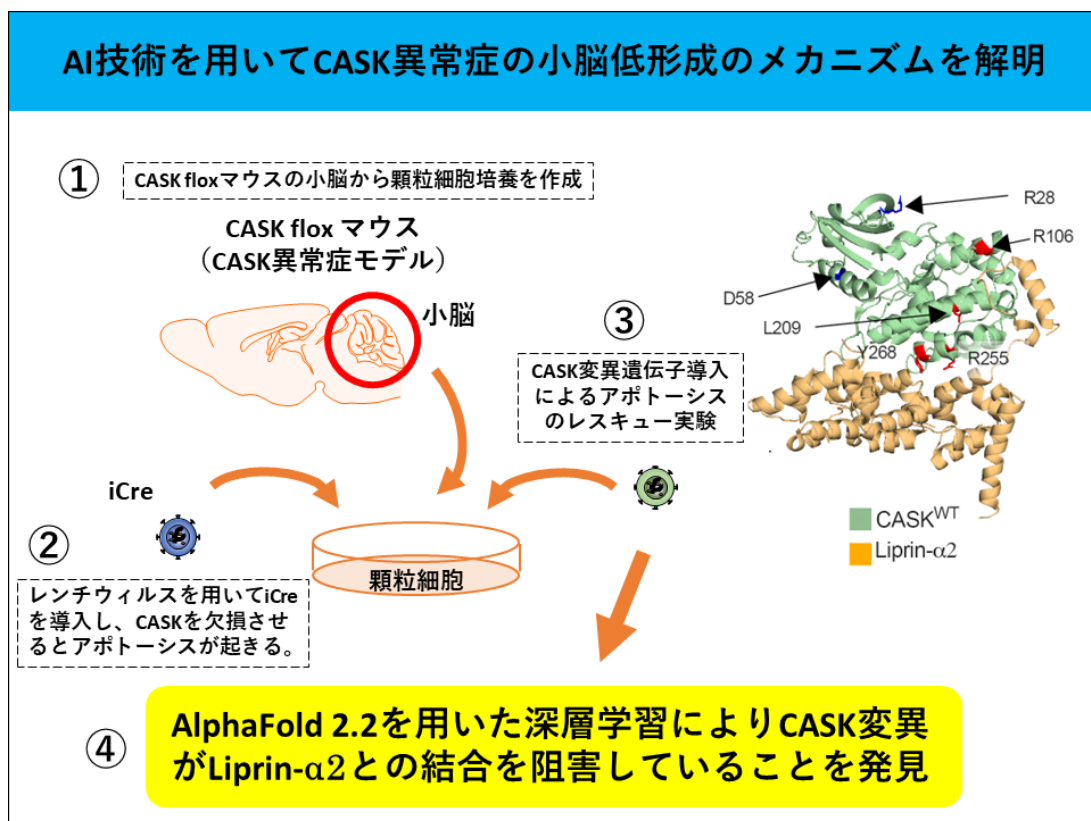 AI技術を用いてCASK異常症の小脳低形成のメカニズムを解明
①
CASK floxマウスの小脳から顆粒細胞培養を作成
CASK flox マウス
（CASK異常症モデル）
小脳
iCre
②
レンチウィルスを用いてiCre
を導入し、CASKを欠損させ
るとアポトーシスが起きる。
顆粒細胞
③
CASK変異遺伝子導入
によるアポトーシス
のレスキュー実験
R28
R106
D58
L209
Y268
R255
CASKWT
Liprin-α2
④
AlphaFold 2.2を用いた深層学習によりCASK変異
がLiprin-α2との結合を阻害していることを発見